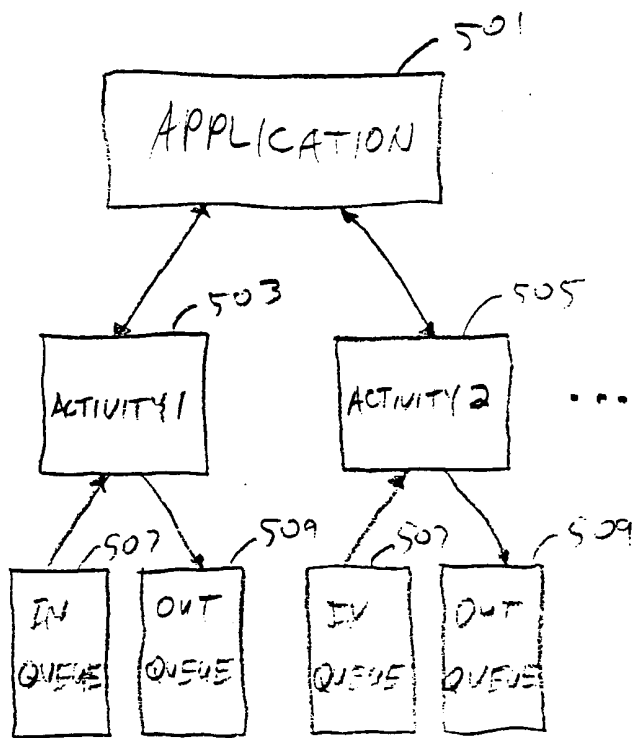 501
APPLICATION
503
505
ACTIVITY 1
ACTIVITY 2
...
507
509
507
509
IN
QUEUE
OUT
QUEUE
IN
QUEUE
OUT
QUEUE